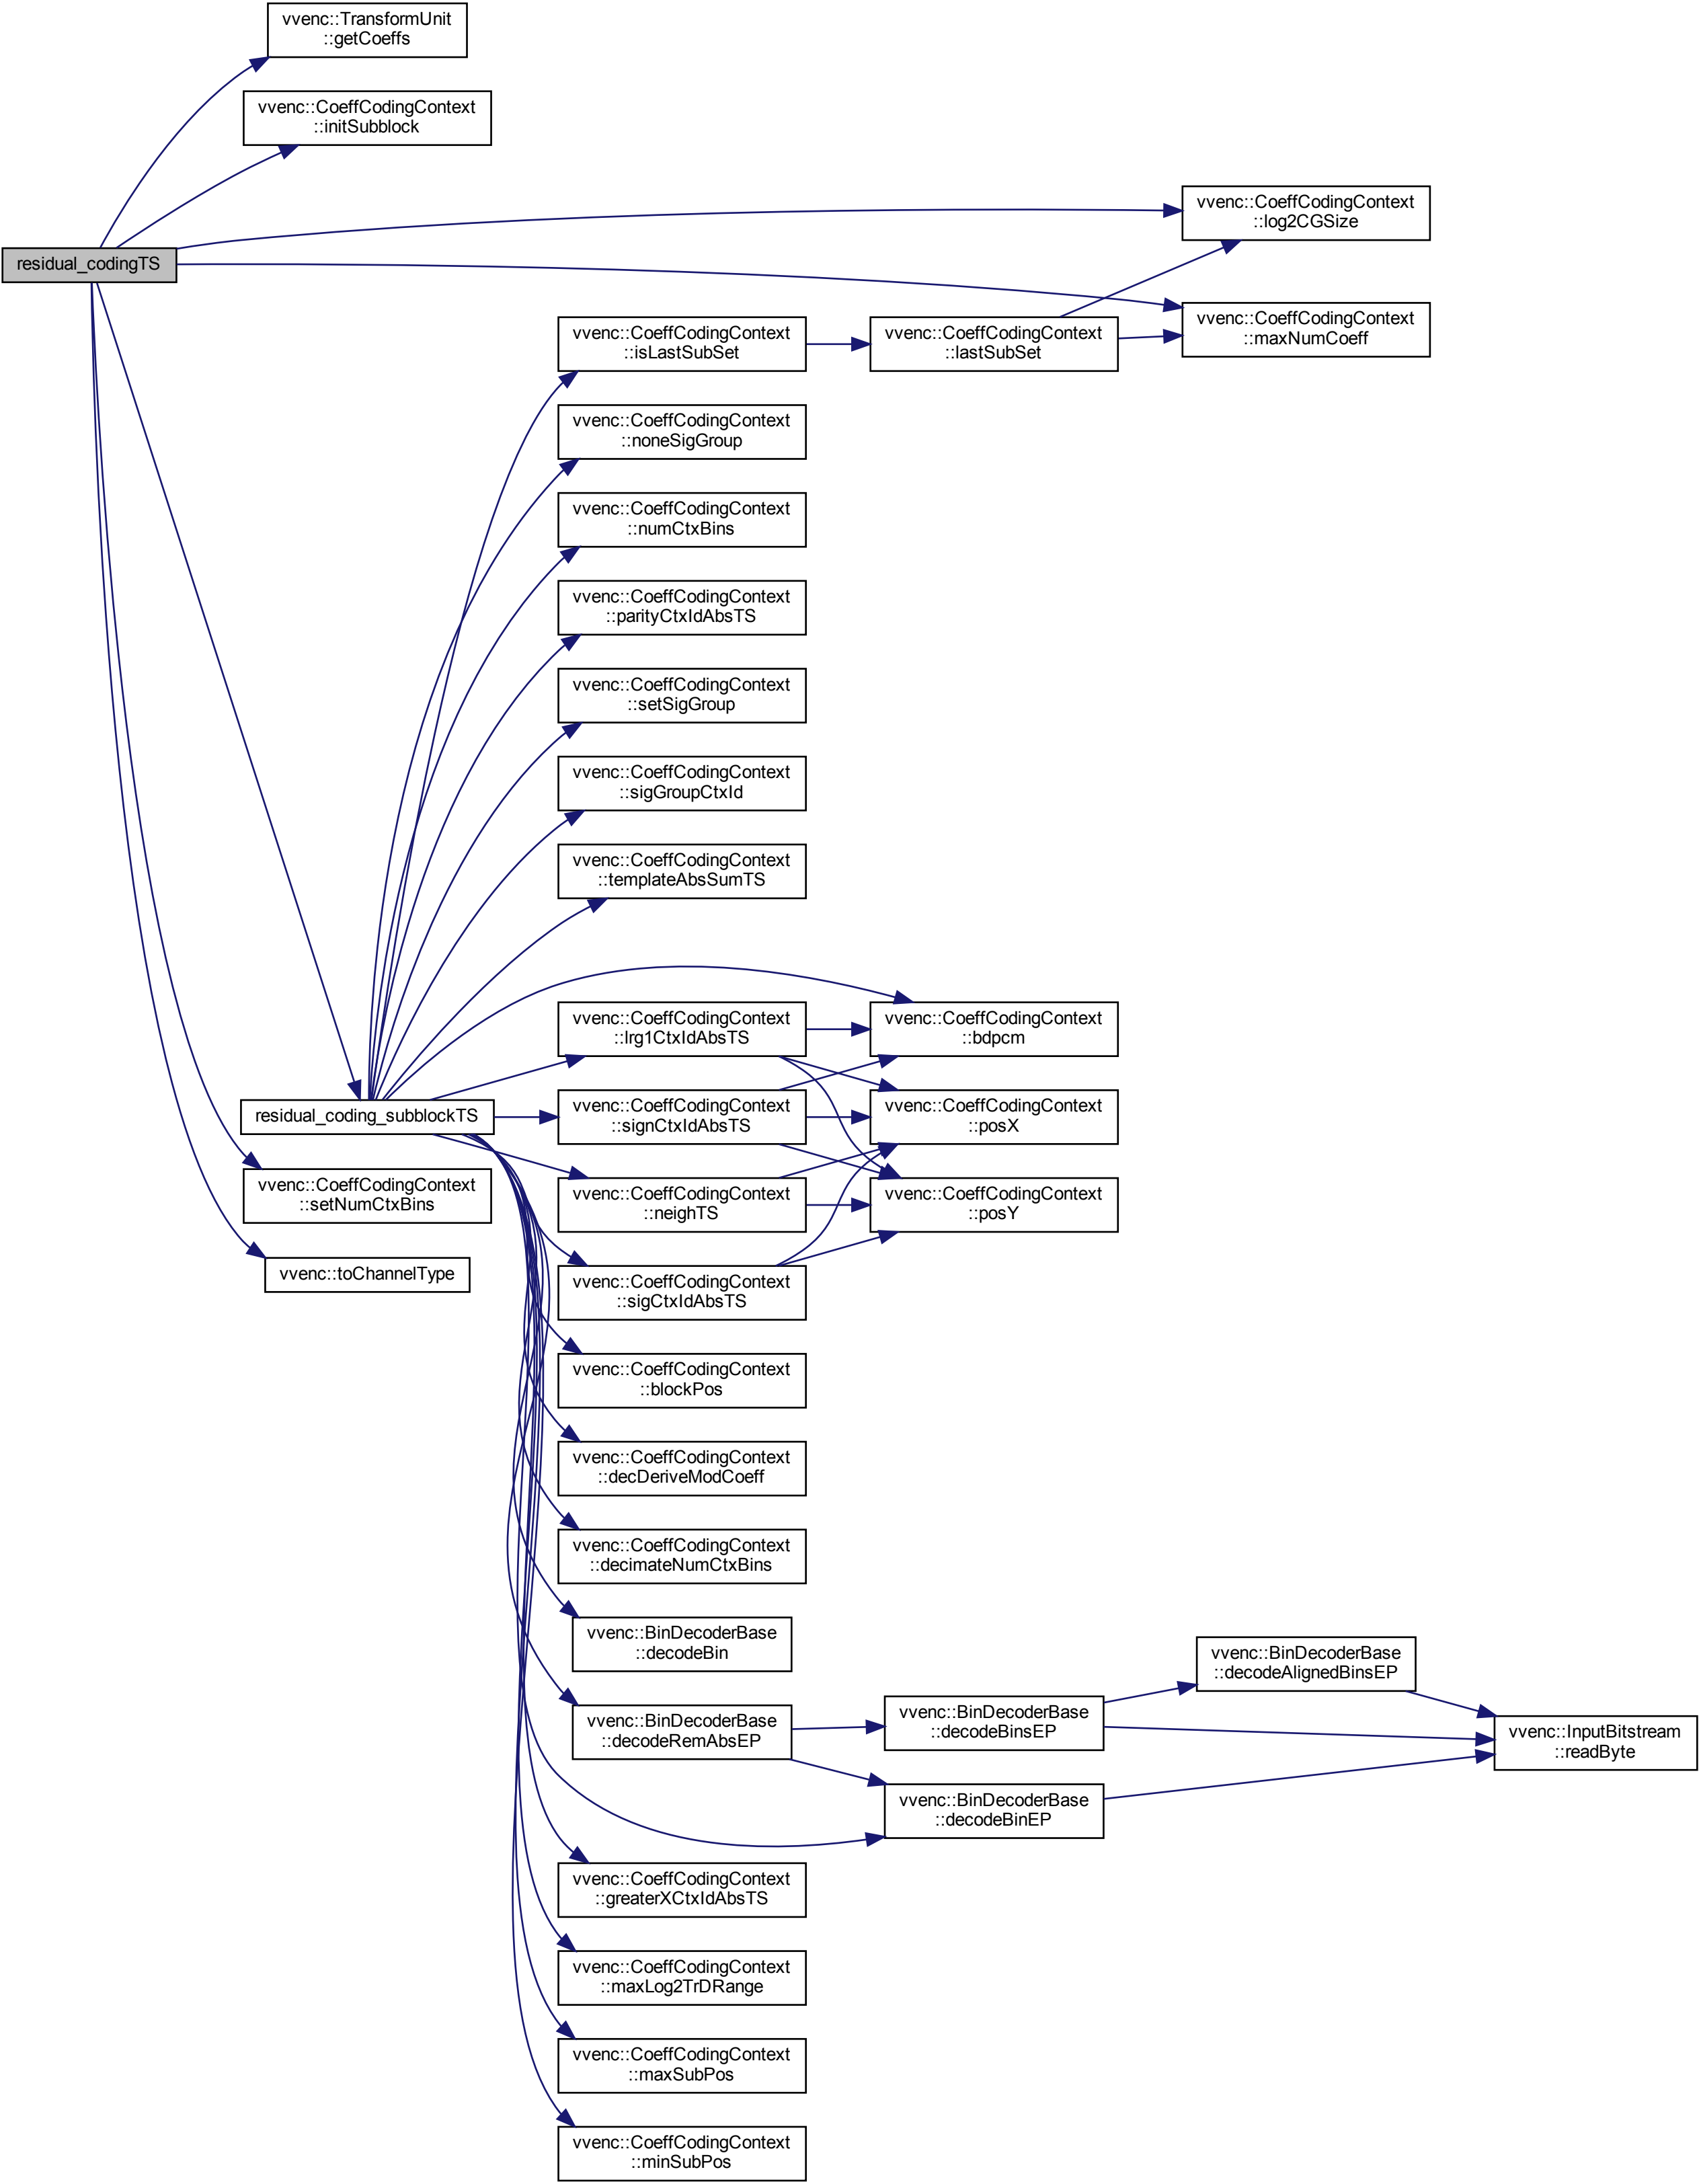 vvenc::TransformUnit
::getCoeffs
vvenc::CoeffCodingContext
::initSubblock
residual_codingTS
vvenc::CoeffCodingContext
::log2CGSize
vvenc::CoeffCodingContext
::maxNumCoeff
vvenc::CoeffCodingContext
::isLastSubSet
vvenc::CoeffCodingContext
::lastSubSet
vvenc::CoeffCodingContext
::noneSigGroup
vvenc::CoeffCodingContext
::numCtxBins
vvenc::CoeffCodingContext
::parityCtxIdAbsTS
vvenc::CoeffCodingContext
::setSigGroup
vvenc::CoeffCodingContext
::sigGroupCtxId
vvenc::CoeffCodingContext
::templateAbsSumTS
vvenc::CoeffCodingContext
::lrg1CtxIdAbsTS
vvenc::CoeffCodingContext
::bdpcm
residual_coding_subblockTS
vvenc::CoeffCodingContext
::signCtxIdAbsTS
vvenc::CoeffCodingContext
::posX
vvenc::CoeffCodingContext
::setNumCtxBins
vvenc::CoeffCodingContext
::neighTS
vvenc::CoeffCodingContext
::posY
vvenc::toChannelType
vvenc::CoeffCodingContext
::sigCtxIdAbsTS
vvenc::CoeffCodingContext
::blockPos
vvenc::CoeffCodingContext
::decDeriveModCoeff
vvenc::CoeffCodingContext
::decimateNumCtxBins
vvenc::BinDecoderBase
::decodeBin
vvenc::BinDecoderBase
::decodeAlignedBinsEP
vvenc::BinDecoderBase
::decodeRemAbsEP
vvenc::BinDecoderBase
::decodeBinsEP
vvenc::InputBitstream
::readByte
vvenc::BinDecoderBase
::decodeBinEP
vvenc::CoeffCodingContext
::greaterXCtxIdAbsTS
vvenc::CoeffCodingContext
::maxLog2TrDRange
vvenc::CoeffCodingContext
::maxSubPos
vvenc::CoeffCodingContext
::minSubPos